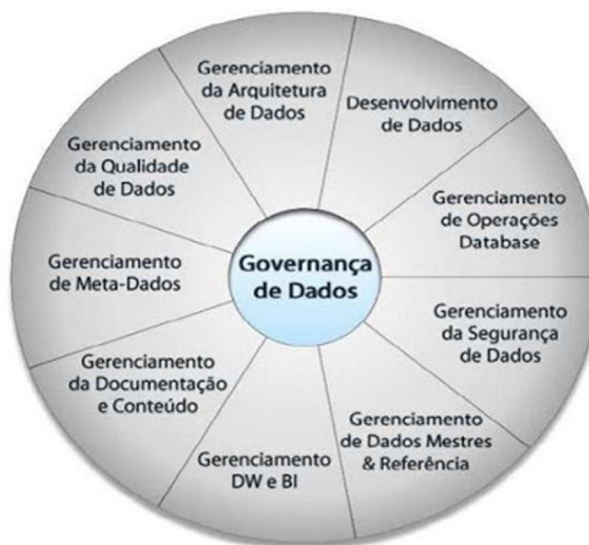 Gerenciamento
da Arquitetura
de Dados
Desenvolvimento
de Dados
Gerenciamento
de Operações
Database
Gerenciamento
da Segurança
de Dados
Gerenciamento
de Dados Mestres
& Referência
Gerenciamento
DW e BI
Gerenciamento
da Documentação
e Conteúdo
Gerenciamento
de Meta-Dados
Gerenciamento
da Qualidade
de Dados
Governança
de Dados